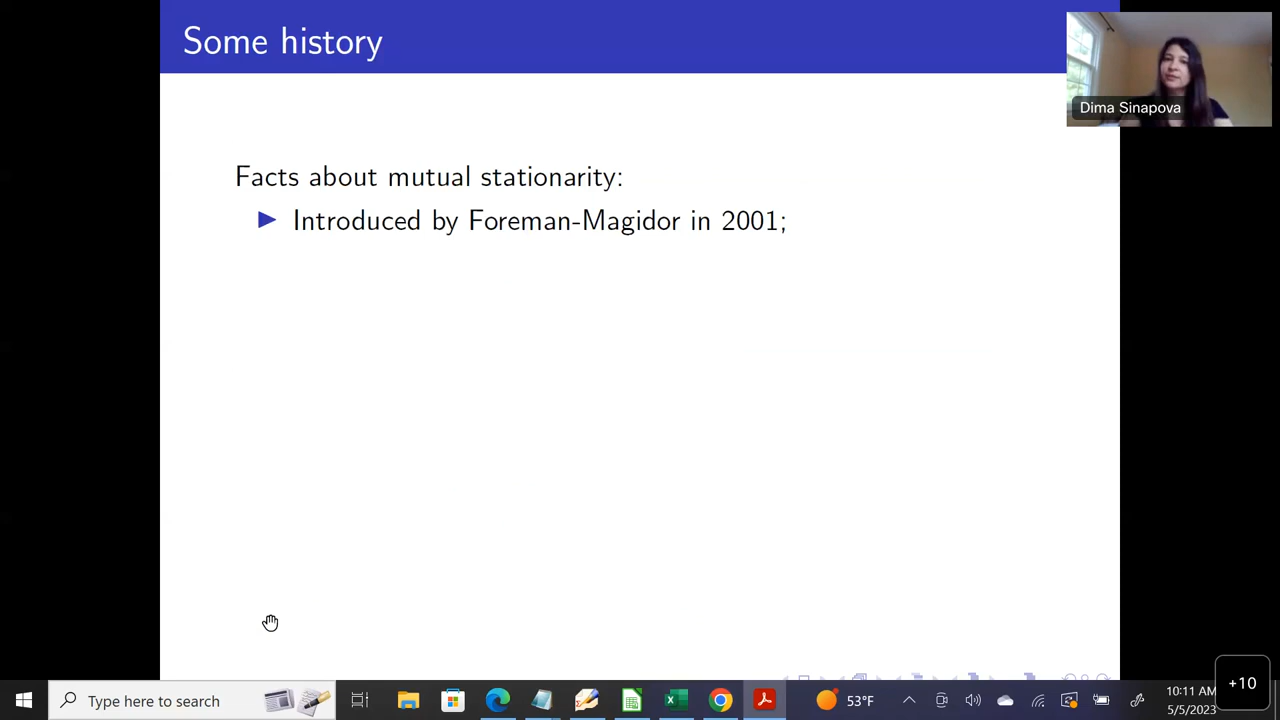 Some history
Dima Sinapova
Facts about mutual stationarity:
Introduced by Foreman-Magidor in 2001;
+10
Type here to search
53°F
10:11 AM
5/5/2023